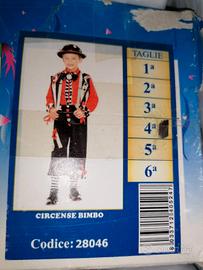 TAGLIE
1ª
2ª
3ª
4ª
5ª
6ª
CIRCENSE BIMBO
Codice: 28046